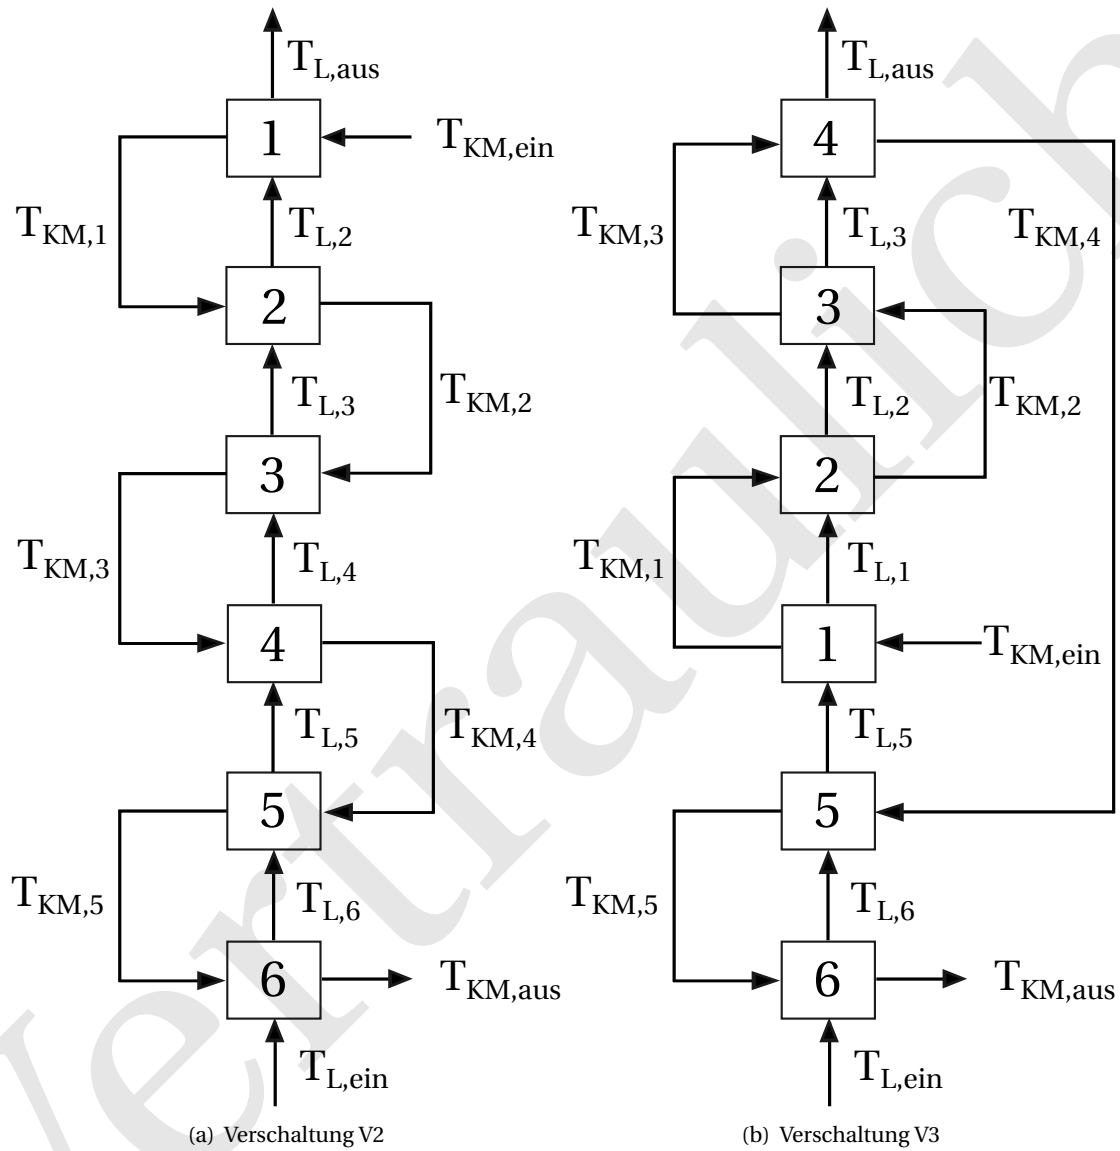 T_L,aus
1
T_KM,ein
T_KM,1
T_L,2
2
T_L,3
T_KM,2
3
T_KM,3
T_L,4
4
T_L,5
T_KM,4
5
T_KM,5
T_L,6
6
T_KM,aus
T_L,ein
(a) Verschaltung V2
T_L,aus
4
T_KM,3
T_L,3
T_KM,4
3
T_L,2
T_KM,2
2
T_KM,1
T_L,1
1
T_KM,ein
T_L,5
5
T_KM,5
T_L,6
6
T_KM,aus
T_L,ein
(b) Verschaltung V3
Vertraulich